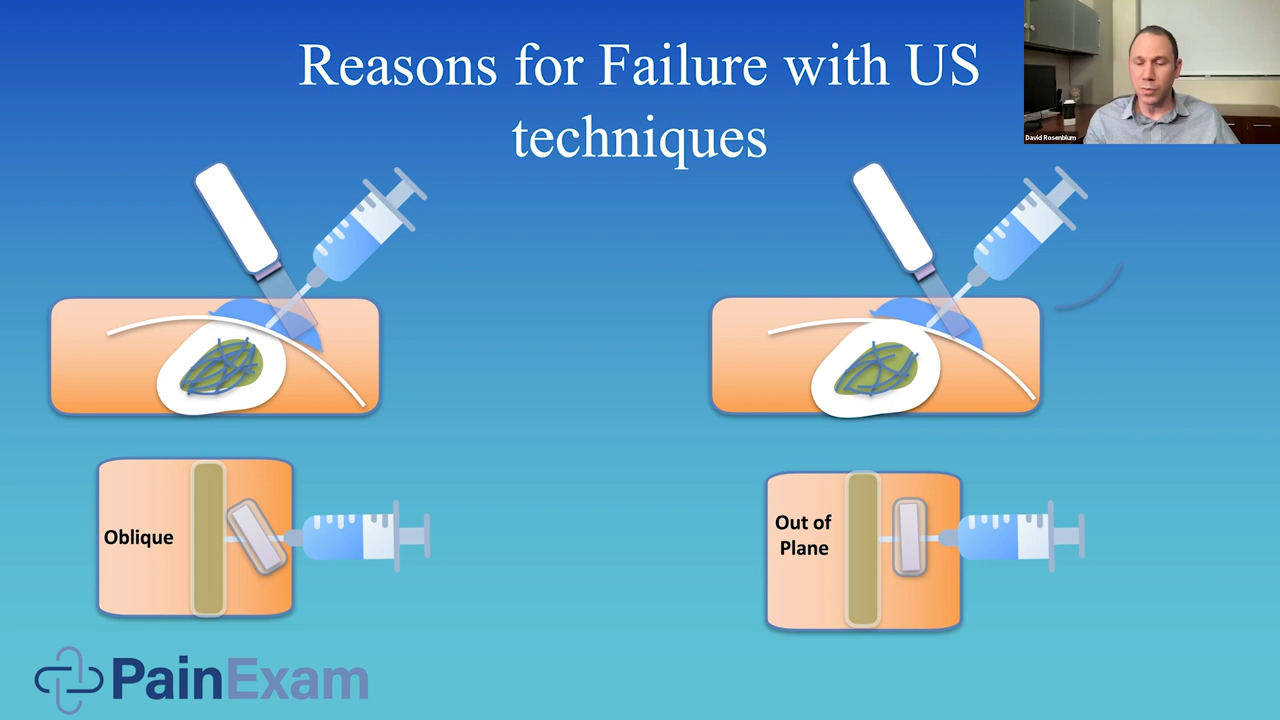 Reasons for Failure with US
techniques
David Rosenblum
Oblique
Out of
Plane
PainExam